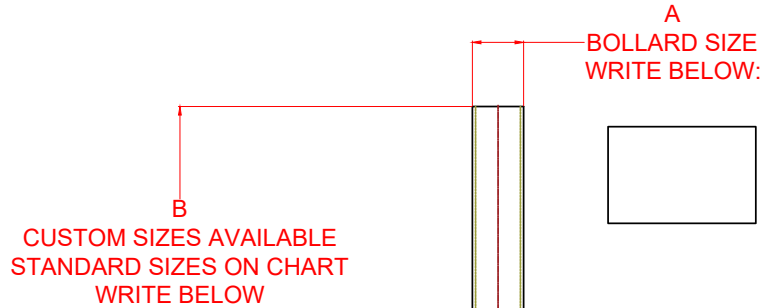 A
BOLLARD SIZE
WRITE BELOW:
B
CUSTOM SIZES AVAILABLE
STANDARD SIZES ON CHART
WRITE BELOW